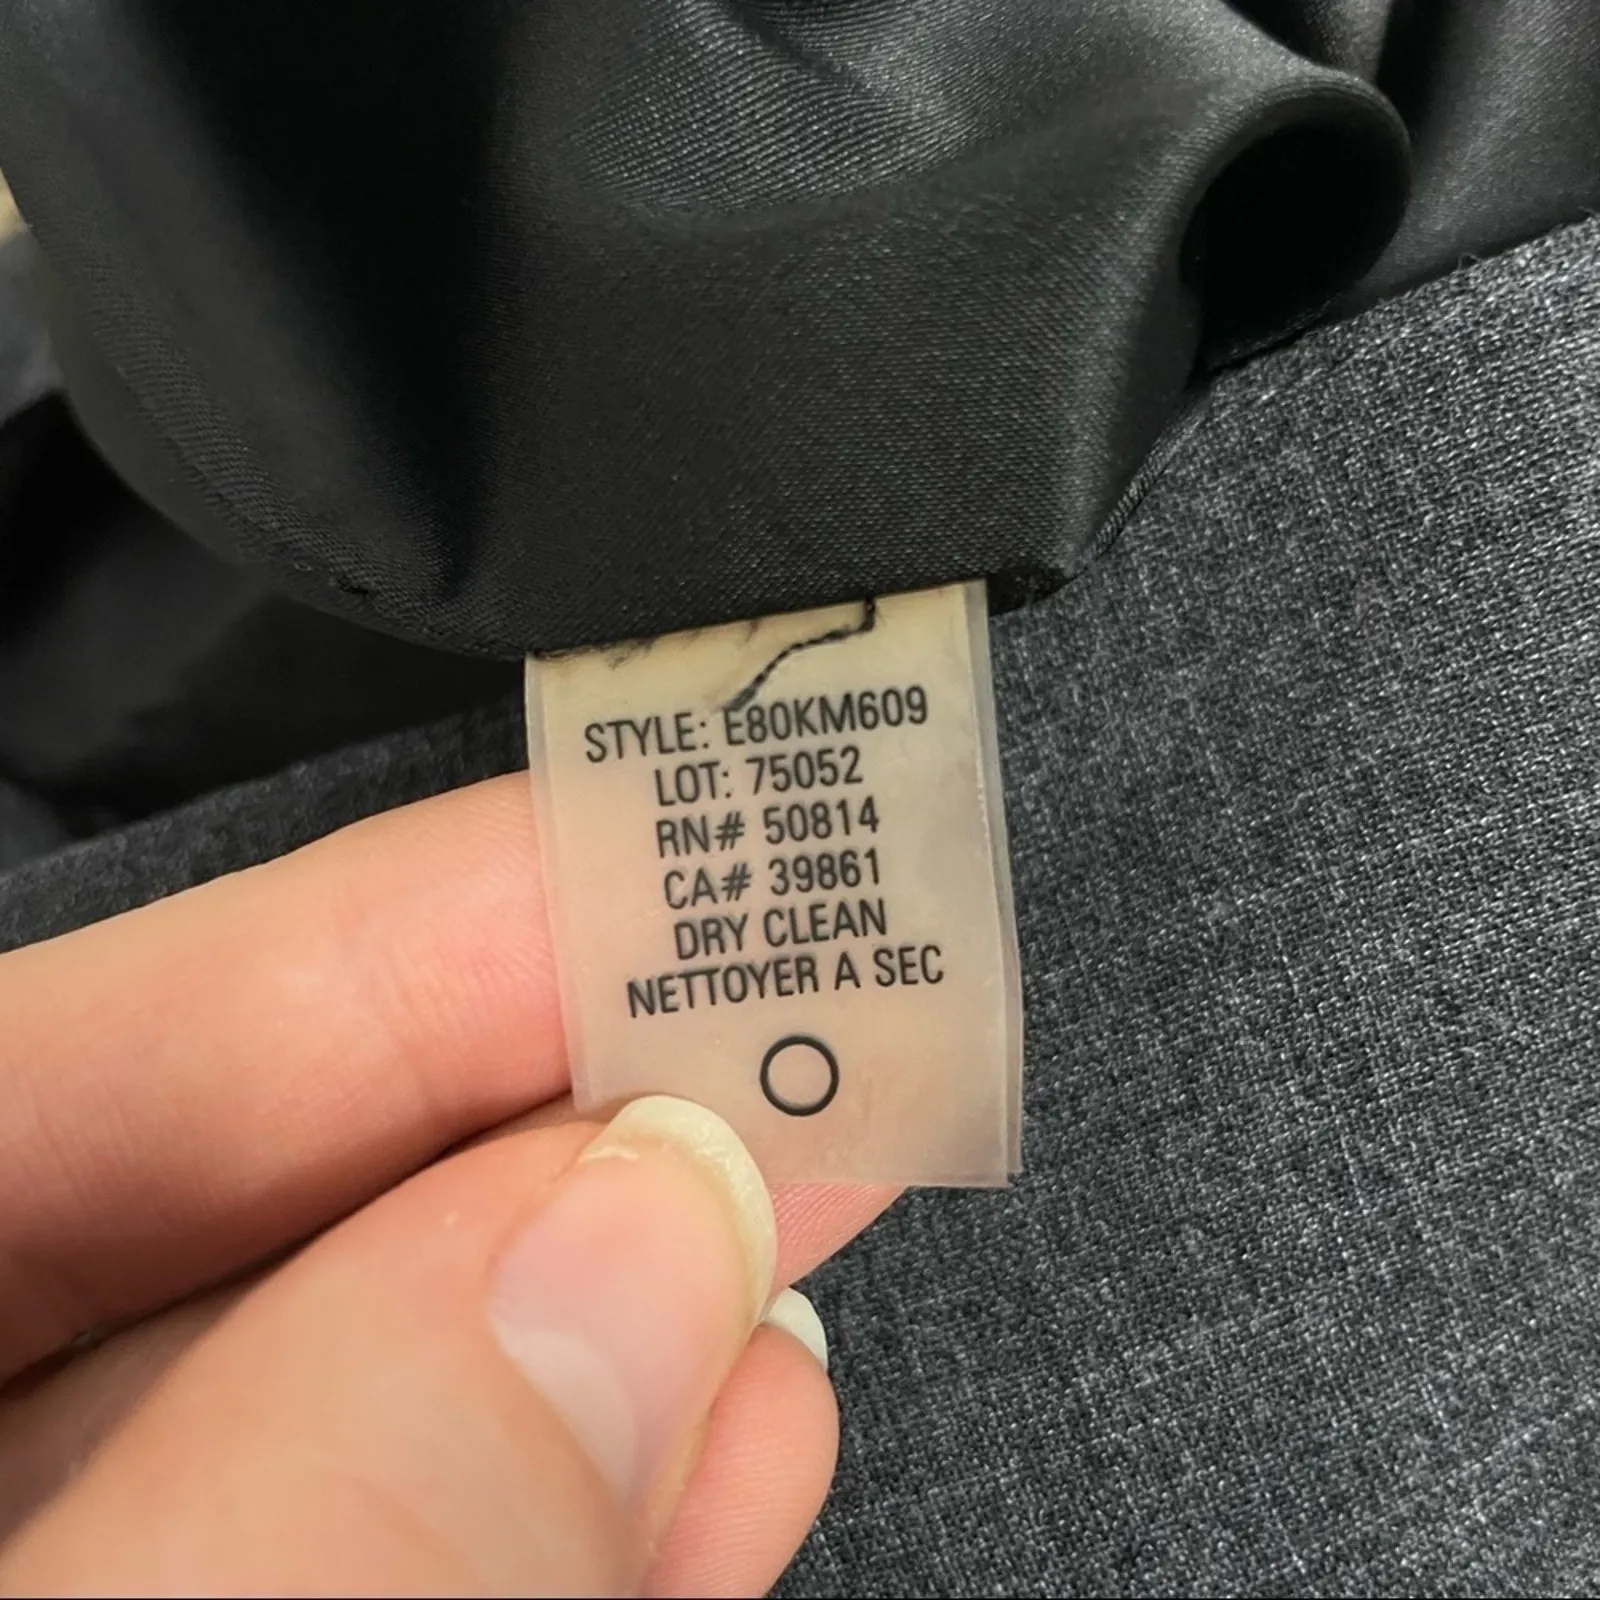 STYLE: E80KM609
LOT: 75052
RN# 50814
CA# 39861
DRY CLEAN
NETTOYER A SEC